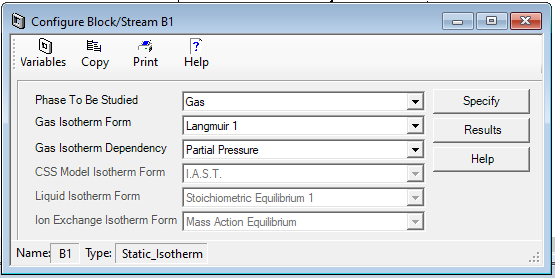 Configure Block/Stream B1
Variables Copy Print Help
Phase To Be Studied Gas Specify
Gas Isotherm Form Langmuir 1 Results
Gas Isotherm Dependency Partial Pressure Help
CSS Model Isotherm Form I.A.S.T.
Liquid Isotherm Form Stoichiometric Equilibrium 1
Ion Exchange Isotherm Form Mass Action Equilibrium
Name: B1 Type: Static_Isotherm